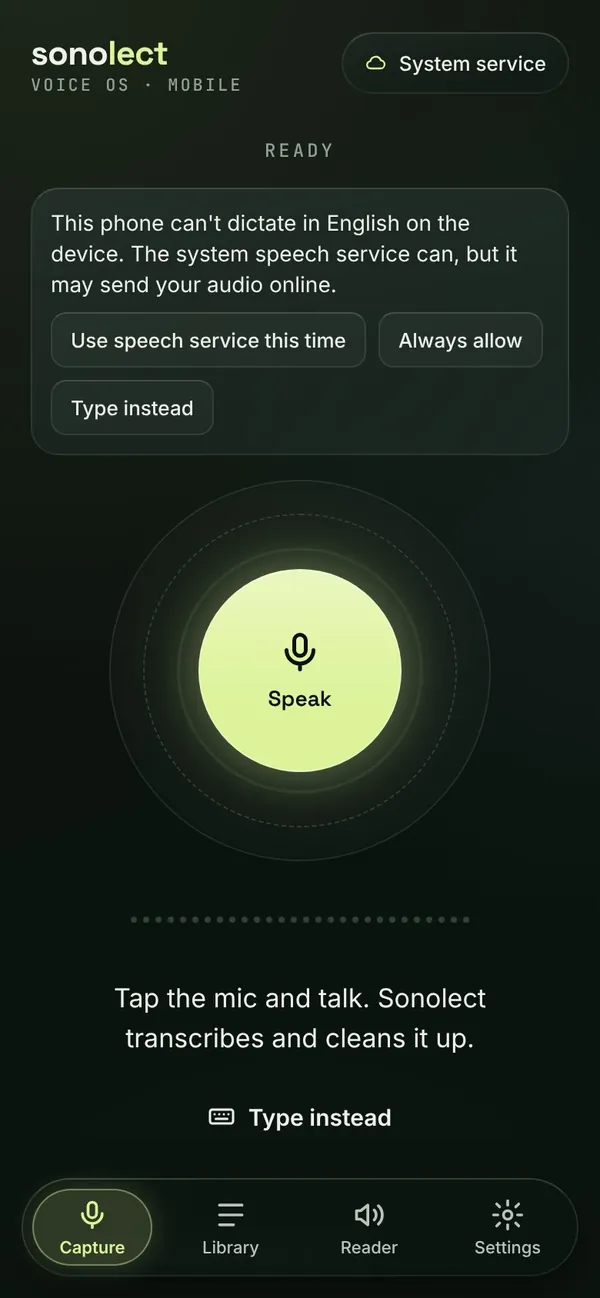 sonolect
VOICE OS · MOBILE
System service
READY
This phone can't dictate in English on the
device. The system speech service can, but it
may send your audio online.
Use speech service this time
Always allow
Type instead
Speak
Tap the mic and talk. Sonolect
transcribes and cleans it up.
Type instead
Capture
Library
Reader
Settings